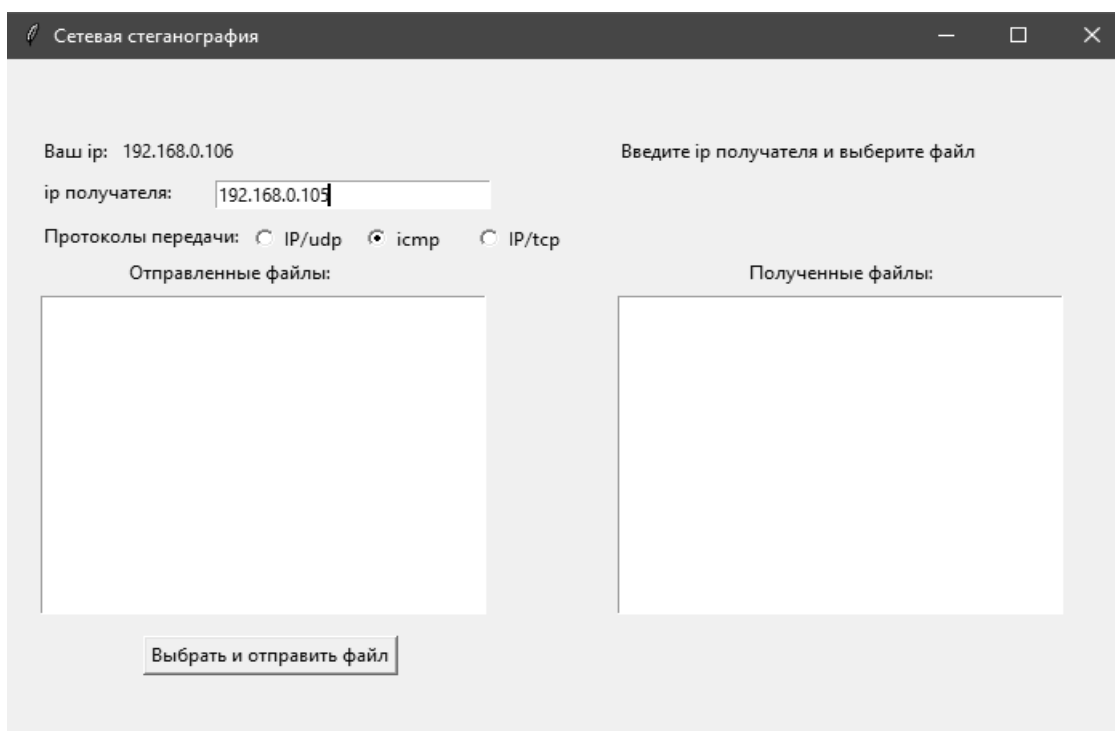 Сетевая стеганография
Ваш ip: 192.168.0.106
Введите ip получателя и выберите файл
ip получателя: 192.168.0.105
Протоколы передачи: IP/udp icmp IP/tcp
Отправленные файлы:
Полученные файлы:
Выбрать и отправить файл